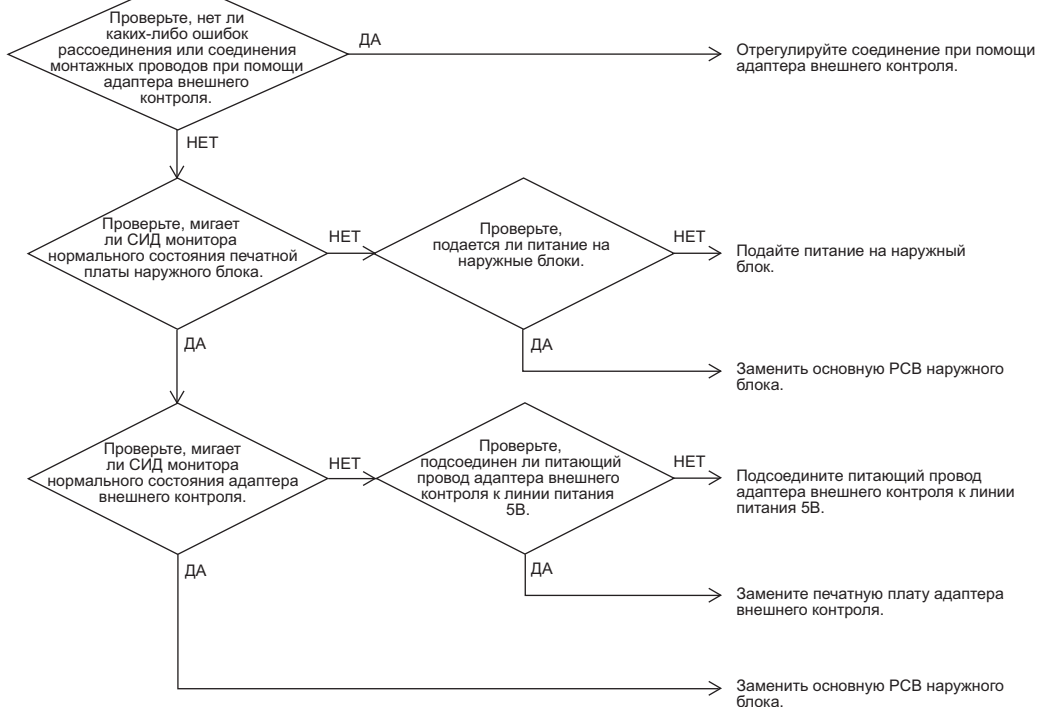 Проверьте, нет ли
каких-либо ошибок
рассоединения или соединения
монтажных проводов при помощи
адаптера внешнего
контроля.
ДА
Отрегулируйте соединение при помощи
адаптера внешнего контроля.
НЕТ
Проверьте, мигает
ли СИД монитора
нормального состояния печатной
платы наружного блока.
НЕТ
Проверьте,
подается ли питание на
наружные блоки.
НЕТ
Подайте питание на наружный
блок.
ДА
ДА
Заменить основную PCB наружного
блока.
Проверьте, мигает
ли СИД монитора
нормального состояния адаптера
внешнего контроля.
НЕТ
Проверьте,
подсоединен ли питающий
провод адаптера внешнего
контроля к линии питания
5В.
НЕТ
Подсоедините питающий провод
адаптера внешнего контроля к линии
питания 5В.
ДА
ДА
Замените печатную плату адаптера
внешнего контроля.
Заменить основную PCB наружного
блока.